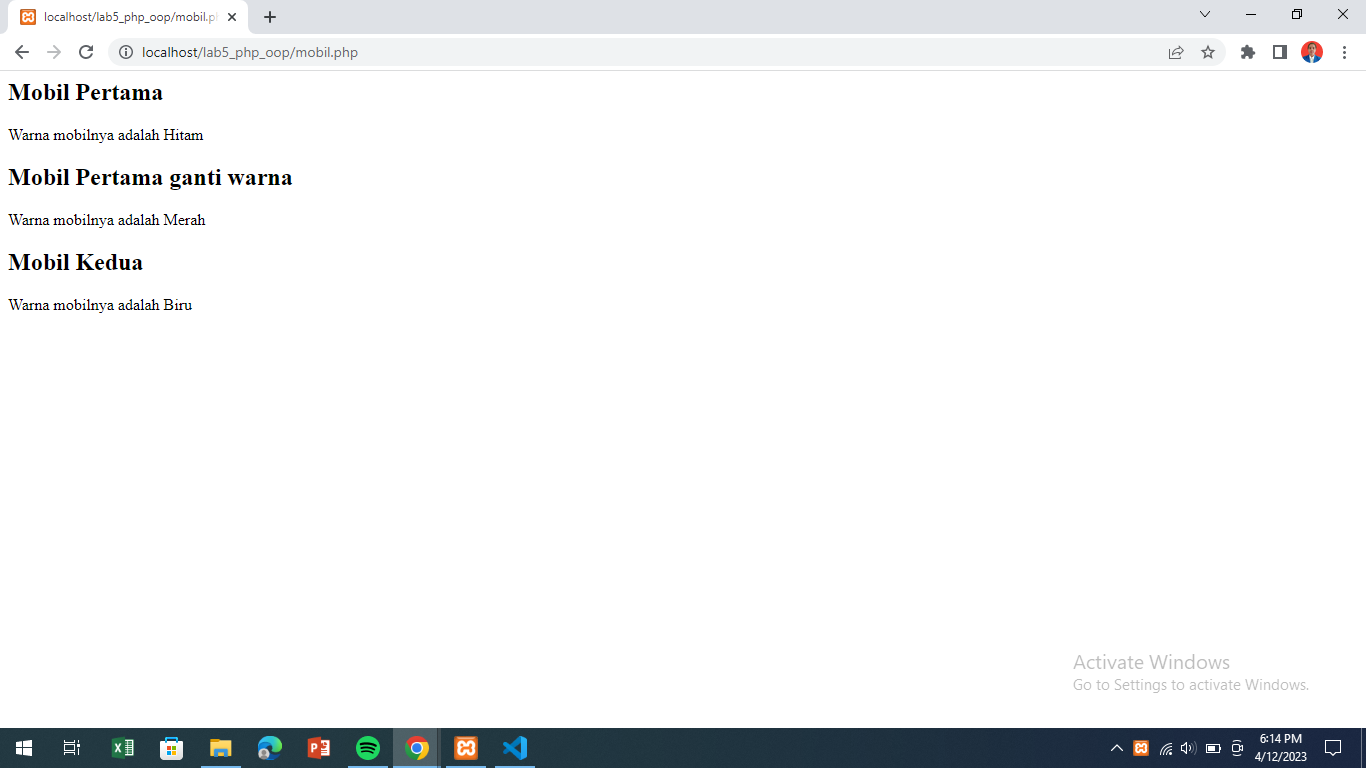 localhost/lab5_php_oop/mobil.p
localhost/lab5_php_oop/mobil.php
Mobil Pertama
Warna mobilnya adalah Hitam
Mobil Pertama ganti warna
Warna mobilnya adalah Merah
Mobil Kedua
Warna mobilnya adalah Biru
Activate Windows
Go to Settings to activate Windows.
6:14 PM
4/12/2023